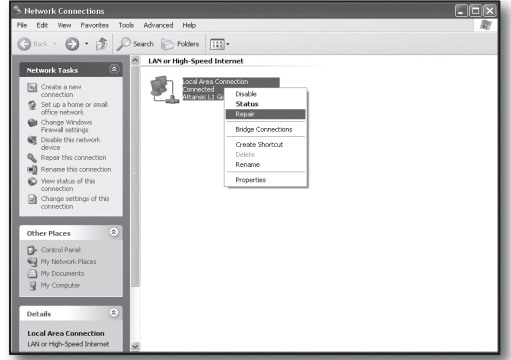 Network Connections
File Edit View Favorites Tools Advanced Help
Back Search Folders
Network Tasks
Create a new
connection
Set up a home or small
office network
Change Windows
Firewall settings
Disable this network
device
Repair this connection
Rename this connection
View status of this
connection
Change settings of this
connection
Other Places
Control Panel
My Network Places
My Documents
My Computer
Details
Local Area Connection
LAN or High-Speed Internet
LAN or High-Speed Internet
Local Area Connection
Connected
Attansic L1 Gi
Disable
Status
Repair
Bridge Connections
Create Shortcut
Delete
Rename
Properties